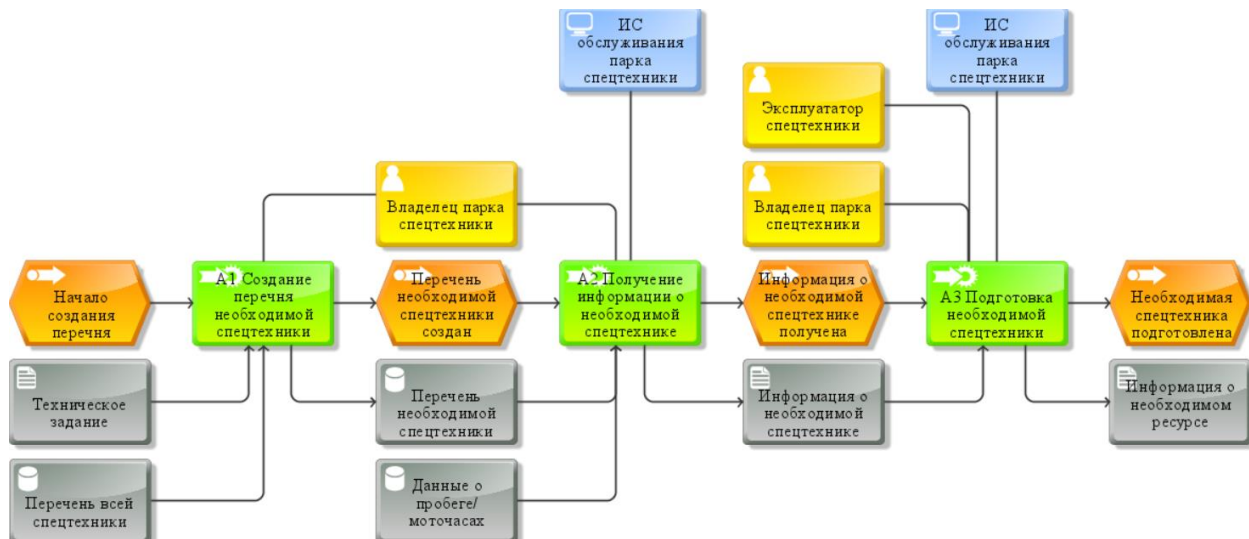 ИС
обслуживания
парка
спецтехники
ИС
обслуживания
парка
спецтехники
Эксплуататор
спецтехники
Владелец парка
спецтехники
Владелец парка
спецтехники
Начало
создания
перечня
А1 Создание
перечня
необходимой
спецтехники
Перечень
необходимой
спецтехники
создан
А2 Получение
информации о
необходимой
спецтехнике
Информация о
необходимой
спецтехнике
получена
А3 Подготовка
необходимой
спецтехники
Необходимая
спецтехника
подготовлена
Техническое
задание
Перечень
необходимой
спецтехники
Информация о
необходимой
спецтехнике
Информация о
необходимом
ресурсе
Перечень всей
спецтехники
Данные о
пробеге/
моточасах